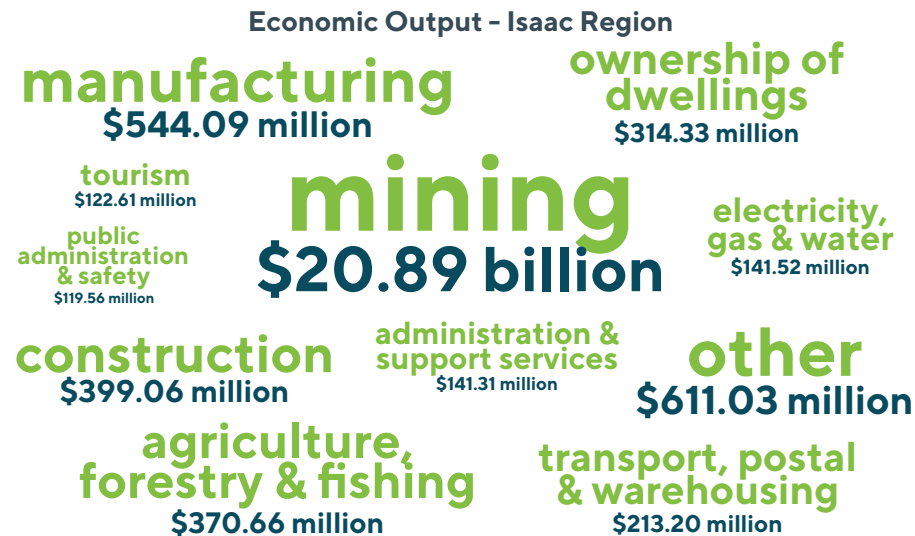 Economic Output - Isaac Region
manufacturing
$544.09 million
ownership of
dwellings
$314.33 million
tourism
$122.61 million
mining
$20.89 billion
electricity,
gas & water
$141.52 million
public
administration
& safety
$119.56 million
construction
$399.06 million
administration &
support services
$141.31 million
other
$611.03 million
agriculture,
forestry & fishing
$370.66 million
transport, postal
& warehousing
$213.20 million